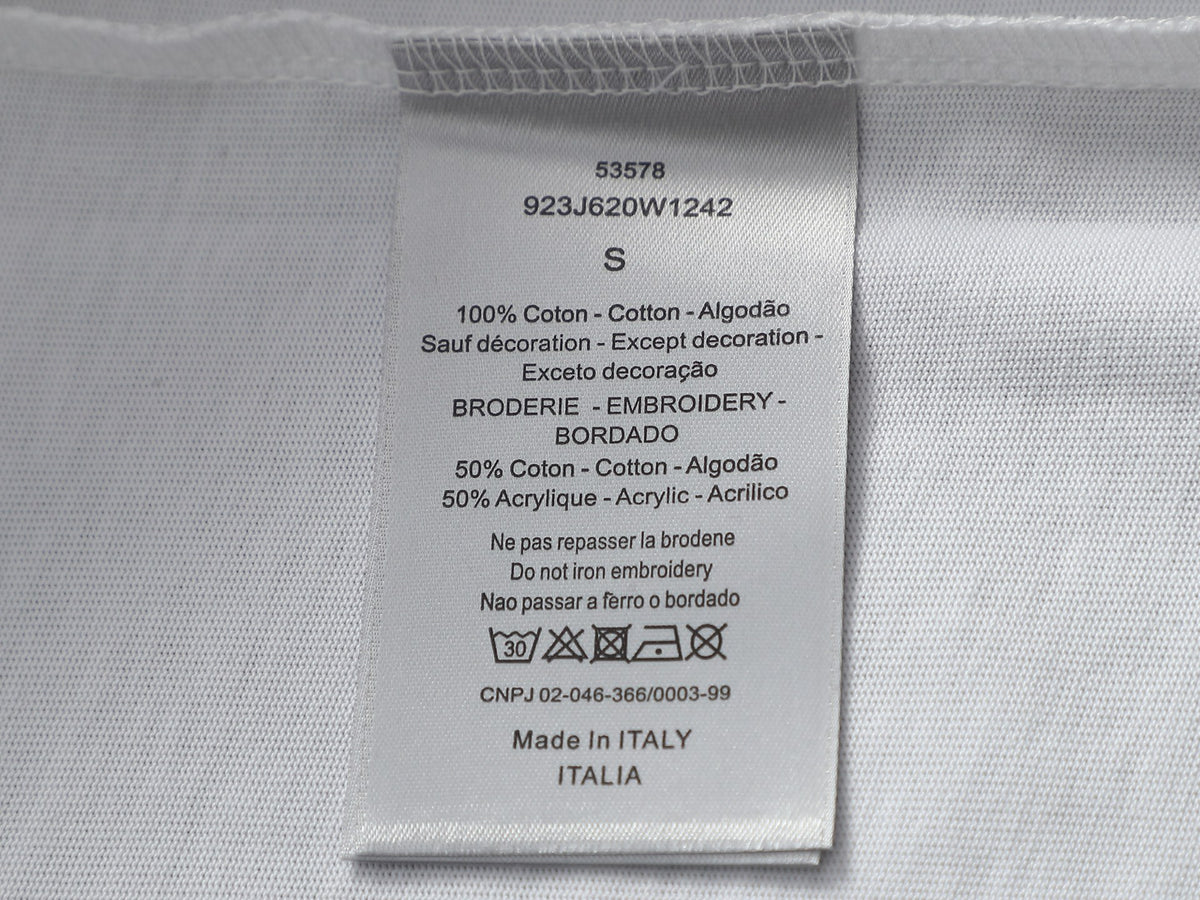 53578
923J620W1242
S
100% Coton - Cotton - Algodão
Sauf décoration - Except decoration -
Exceto decoração
BRODERIE - EMBROIDERY -
BORDADO
50% Coton - Cotton - Algodão
50% Acrylique - Acrylic - Acrilico
Ne pas repasser la brodene
Do not iron embroidery
Nao passar a ferro o bordado
30
CNPJ 02-046-366/0003-99
Made In ITALY
ITALIA